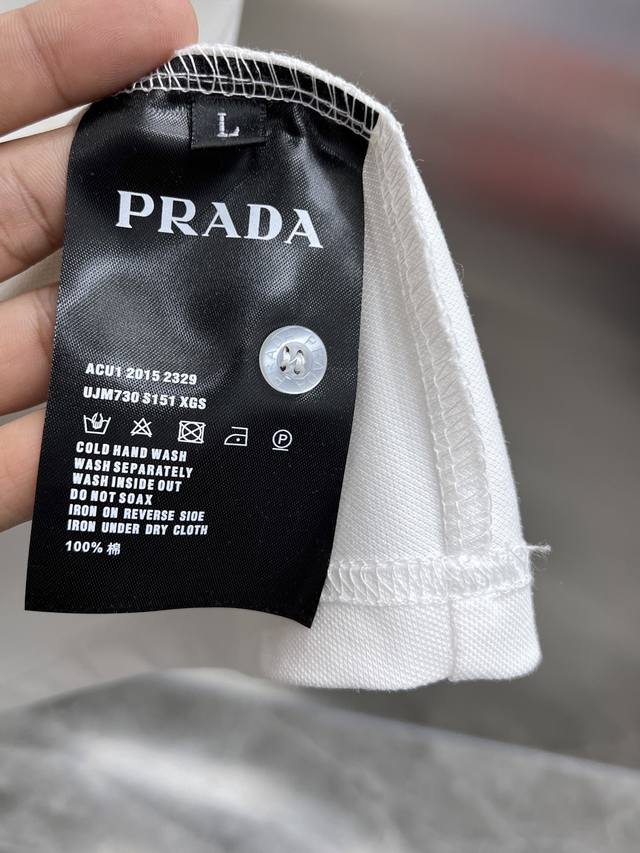 L
PRADA
ACU1 2015 2329
UJM730 S151 XGS
P
COLD HAND WASH
WASH SEPARATELY
WASH INSIDE OUT
DO NOT SOAX
IRON ON REVERSE SIDE
IRON UNDER DRY CLOTH
100% 棉